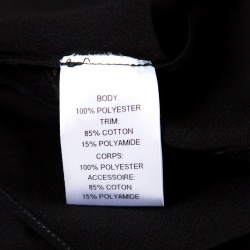 BODY
100% POLYESTER
TRIM:
85% COTTON
15% POLYAMIDE
CORPS:
100% POLYESTER
ACCESSOIRE:
85% COTON
15% POLYAMIDE